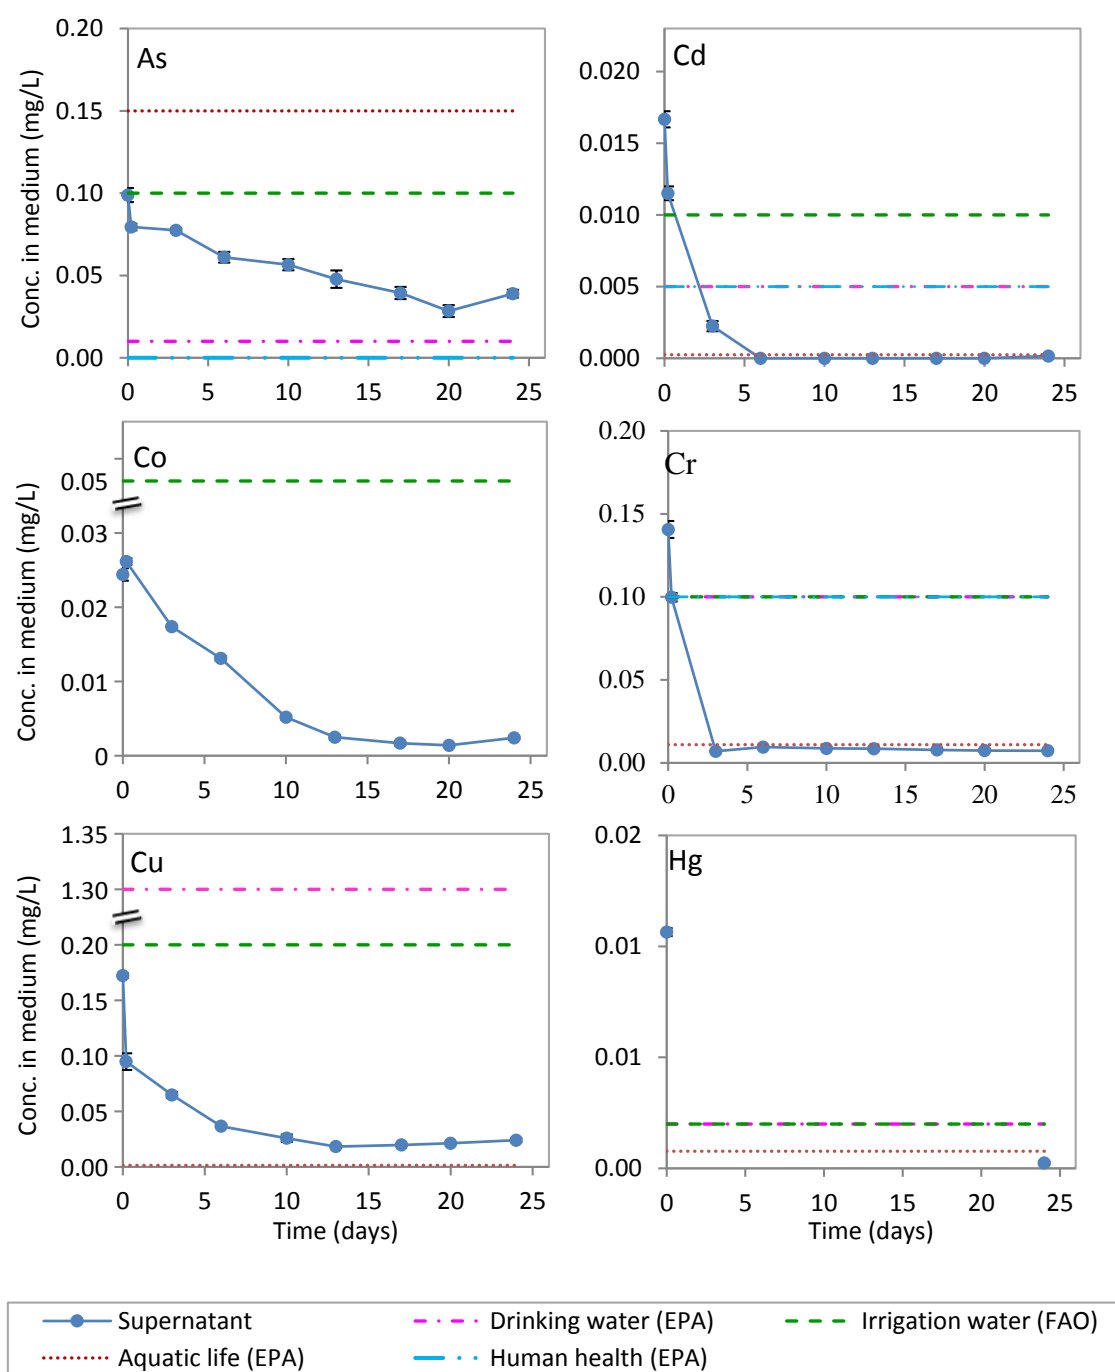 As
Conc. in medium (mg/L)
0.20
0.15
0.10
0.05
0.00
0 5 10 15 20 25
Cd
0.020
0.015
0.010
0.005
0.000
0 5 10 15 20 25
Co
Conc. in medium (mg/L)
0.05
0.03
0.02
0.01
0
0 5 10 15 20 25
Cr
0.20
0.15
0.10
0.05
0.00
0 5 10 15 20 25
Cu
Conc. in medium (mg/L)
1.35
1.30
0.20
0.15
0.10
0.05
0.00
0 5 10 15 20 25
Time (days)
Hg
0.02
0.01
0.01
0.00
0 5 10 15 20 25
Time (days)
Supernatant Drinking water (EPA) Irrigation water (FAO)
Aquatic life (EPA) Human health (EPA)